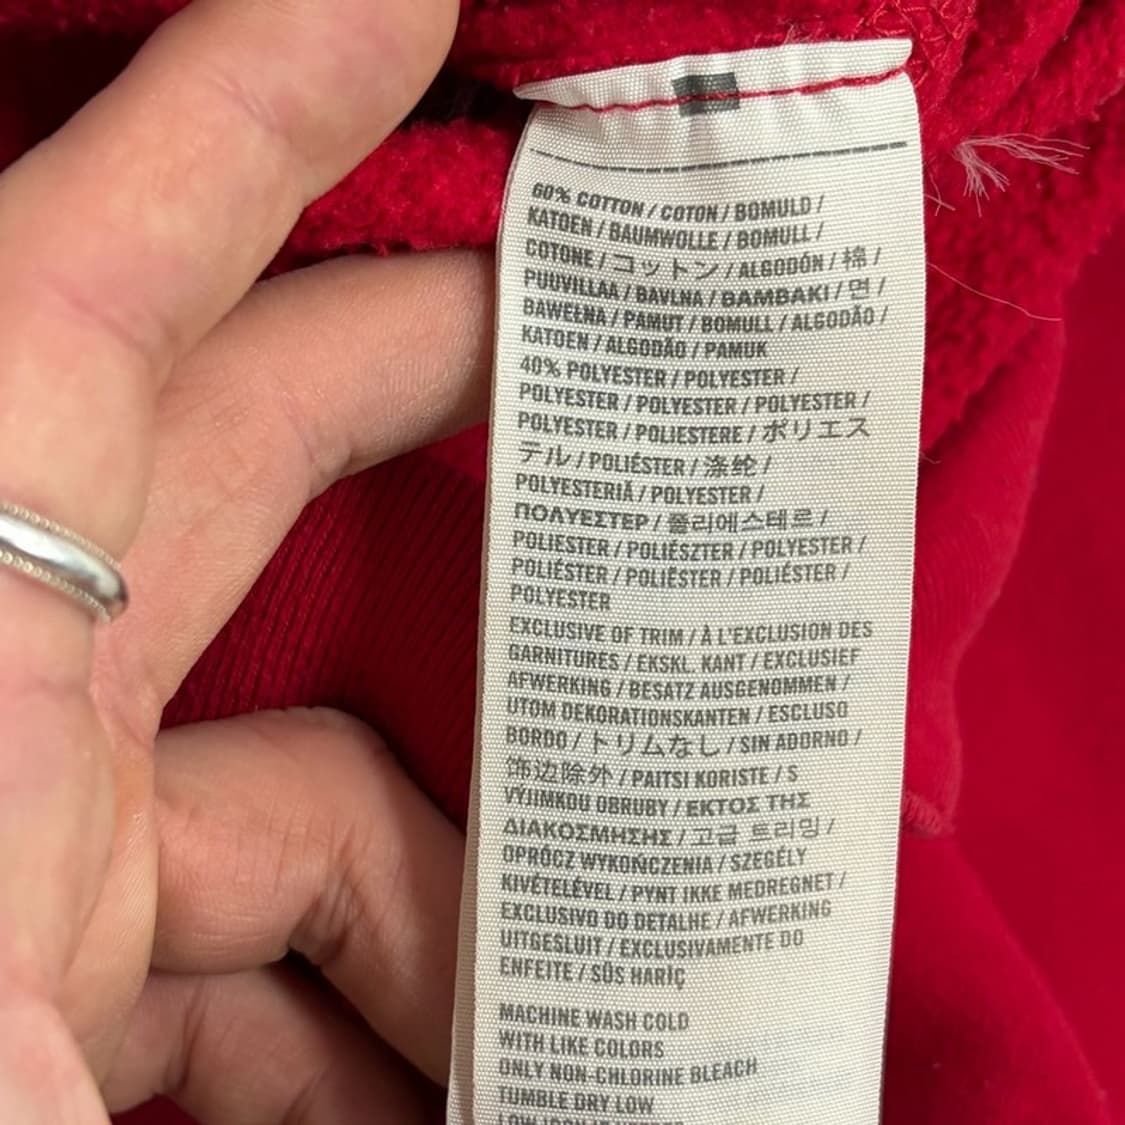 60% COTTON / COTON / BOMULD /
KATOEN / BAUMWOLLE / BOMULL /
COTONE / コットン / ALGODÓN / 棉 /
PUUVILLAA / BAVLNA / BAMBAKI / 면 /
BAWEŁNA / PAMUT / BOMULL / ALGODÃO /
KATOEN / ALGODÃO / PAMUK
40% POLYESTER / POLYESTER /
POLYESTER / POLYESTER / POLYESTER /
POLYESTER / POLIESTERE / ポリエス
テル / POLIÉSTER / 涤纶 /
POLYESTERIÄ / POLYESTER /
ΠΟΛΥΕΣΤΕΡ / 폴리에스테르 /
POLIESTER / POLIÉSZTER / POLYESTER /
POLIÉSTER / POLIËSTER / POLIÉSTER /
POLYESTER
EXCLUSIVE OF TRIM / À L'EXCLUSION DES
GARNITURES / EKSKL. KANT / EXCLUSIEF
AFWERKING / BESATZ AUSGENOMMEN /
UTOM DEKORATIONSKANTEN / ESCLUSO
BORDO / トリムなし / SIN ADORNO /
饰边除外 / PAITSI KORISTE / S
VÝJIMKOU OBRUBY / ΕΚΤΟΣ ΤΗΣ
ΔΙΑΚΟΣΜΗΣΗΣ / 고급 트리밍 /
OPRÓCZ WYKOŃCZENIA / SZEGÉLY
KIVÉTELÉVEL / PYNT IKKE MEDREGNET /
EXCLUSIVO DO DETALHE / AFWERKING
UITGESLUIT / EXCLUSIVAMENTE DO
ENFEITE / SÜS HARİÇ
MACHINE WASH COLD
WITH LIKE COLORS
ONLY NON-CHLORINE BLEACH
TUMBLE DRY LOW